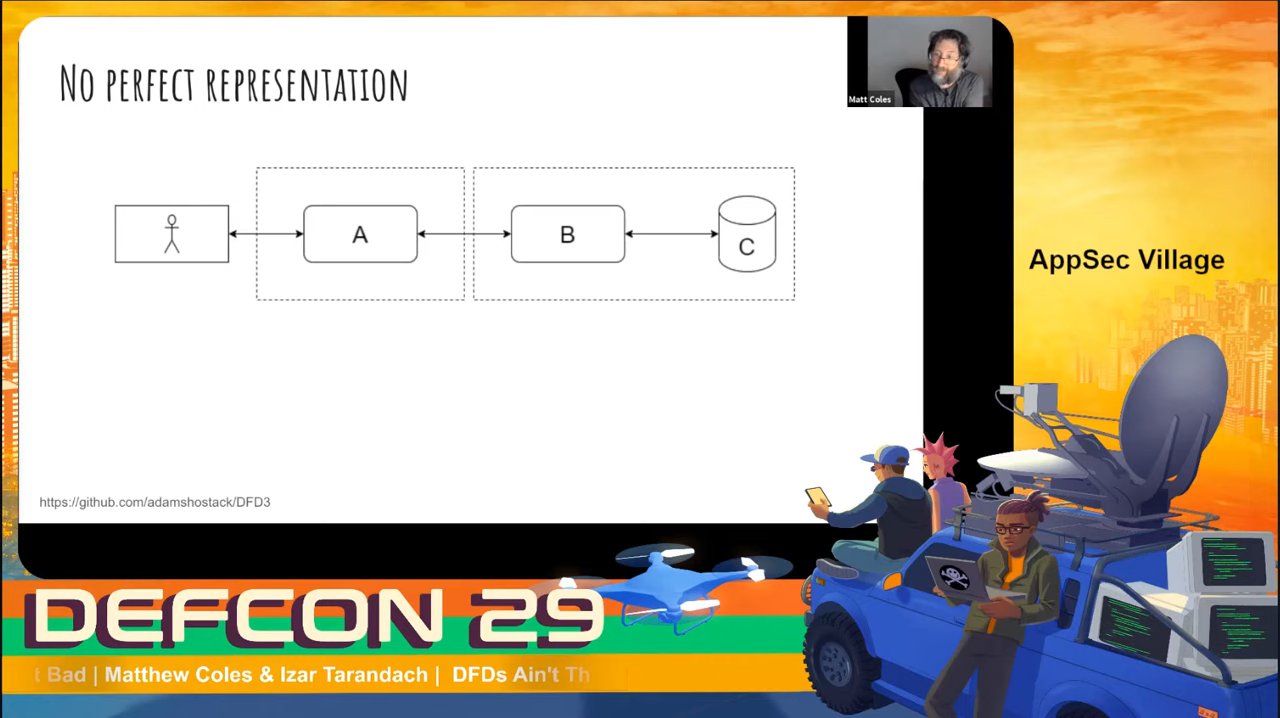 No perfect representation
Matt Coles
A
B
C
AppSec Village
https://github.com/adamshostack/DFD3
DEFCON 29
t Bad | Matthew Coles & Izar Tarandach | DFDs Ain't Th